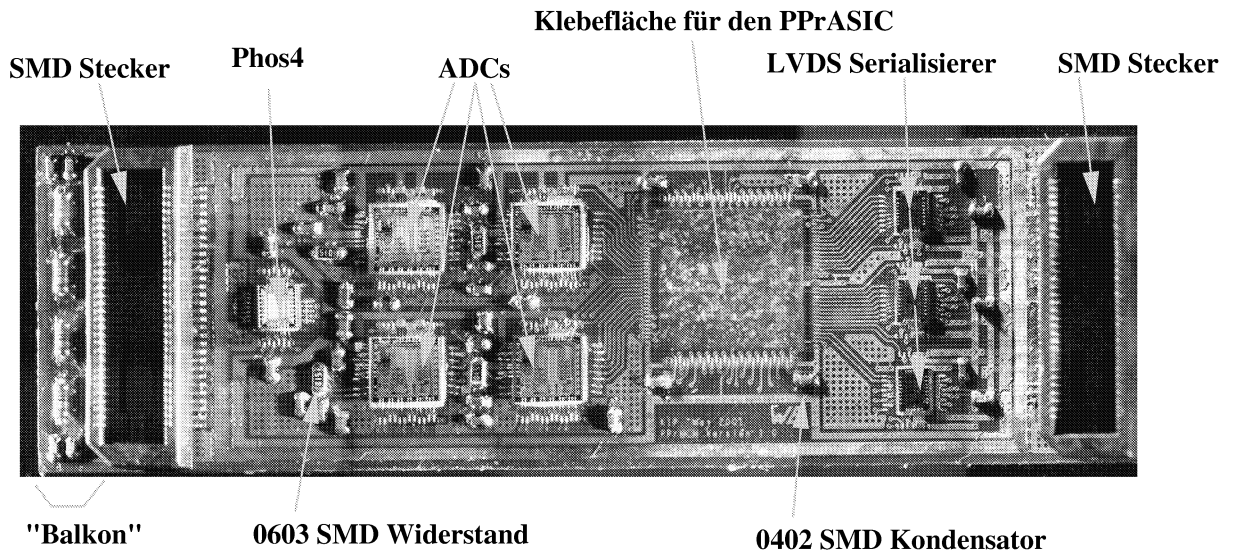 Klebefläche für den PPrASIC
Phos4
SMD Stecker
ADCs
LVDS Serialisierer
SMD Stecker
"Balkon"
0603 SMD Widerstand
0402 SMD Kondensator